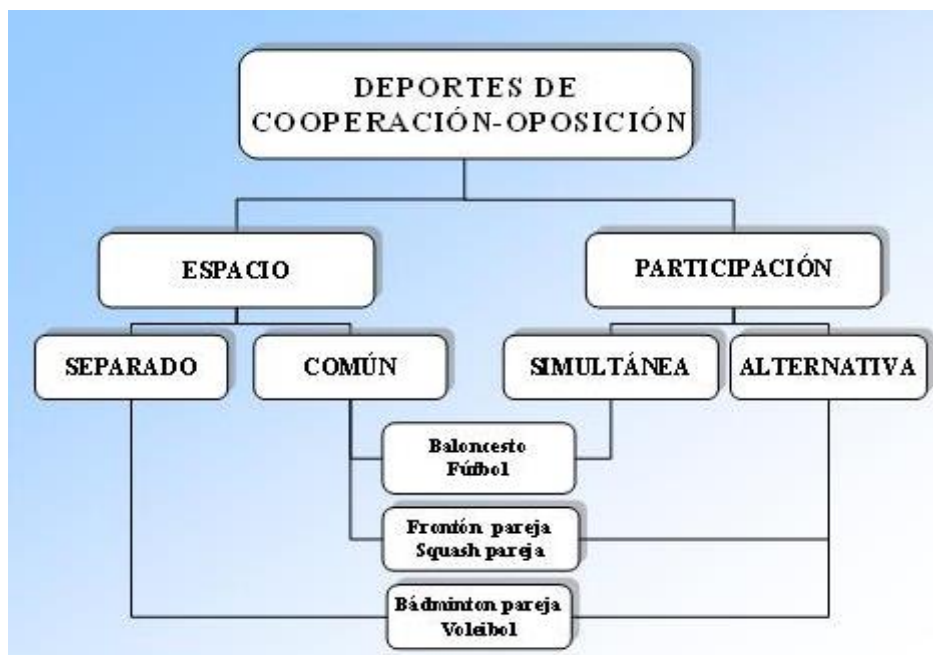 DEPORTES DE
COOPERACIÓN-OPOSICIÓN
ESPACIO
PARTICIPACIÓN
SEPARADO
COMÚN
SIMULTÁNEA
ALTERNATIVA
Baloncesto
Fútbol
Frontón pareja
Squash pareja
Bádminton pareja
Voleibol